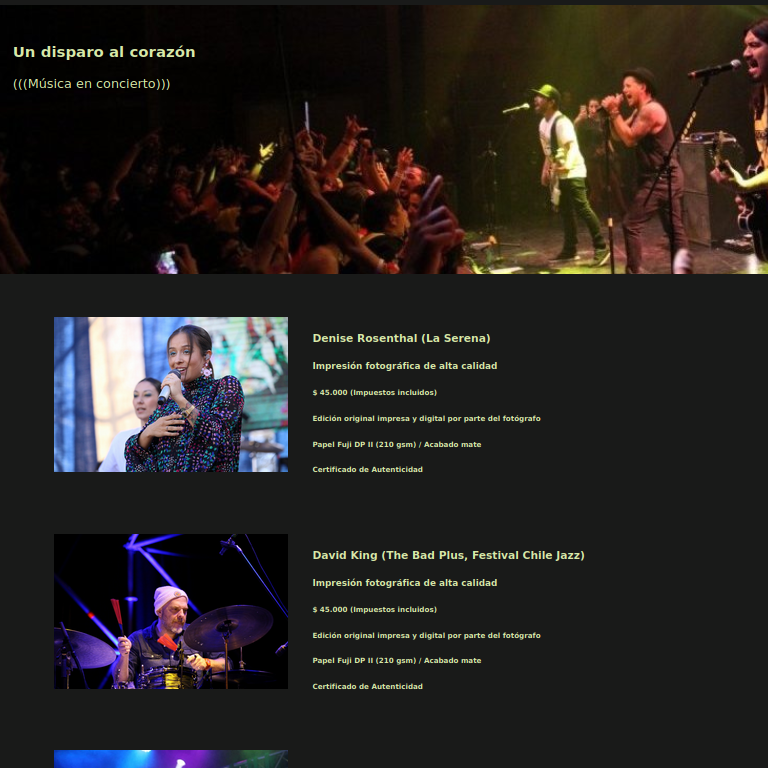 Un disparo al corazón
(((Música en concierto)))
Denise Rosenthal (La Serena)
Impresión fotográfica de alta calidad
$ 45.000 (Impuestos incluidos)
Edición original impresa y digital por parte del fotógrafo
Papel Fuji DP II (210 gsm) / Acabado mate
Certificado de Autenticidad
David King (The Bad Plus, Festival Chile Jazz)
Impresión fotográfica de alta calidad
$ 45.000 (Impuestos incluidos)
Edición original impresa y digital por parte del fotógrafo
Papel Fuji DP II (210 gsm) / Acabado mate
Certificado de Autenticidad